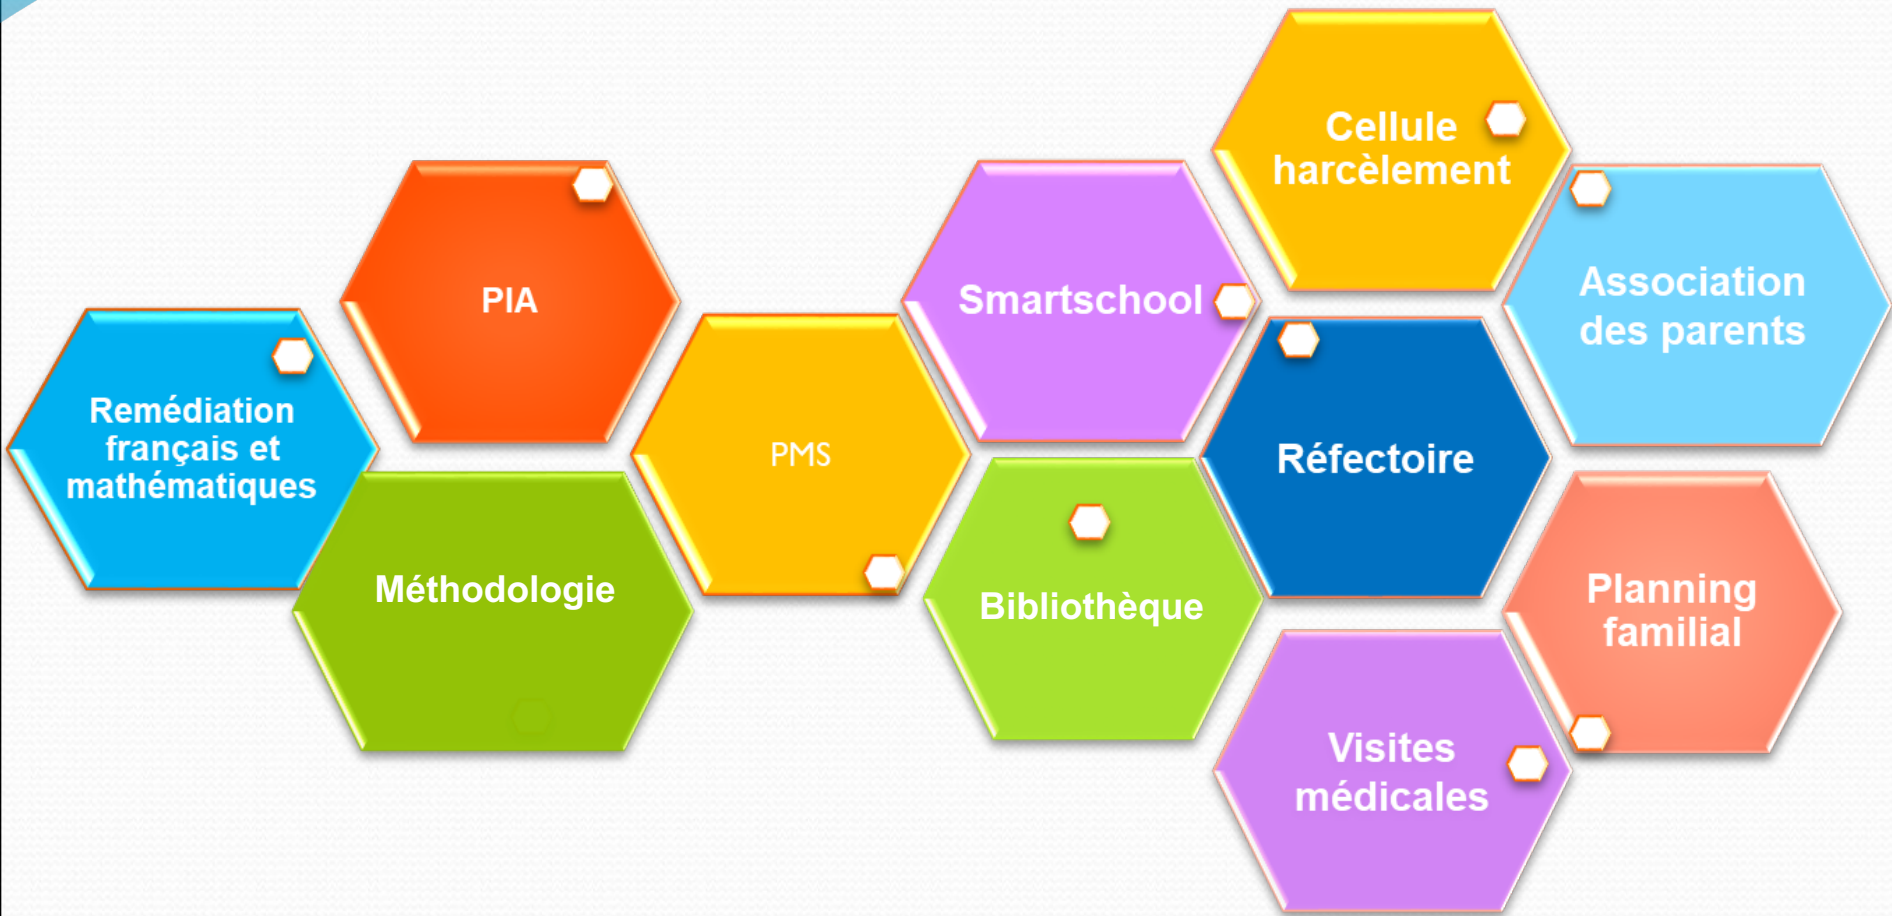 Remédiation
français et
mathématiques
PIA
Méthodologie
PMS
Smartschool
Bibliothèque
Cellule
harcèlement
Réfectoire
Visites
médicales
Association
des parents
Planning
familial